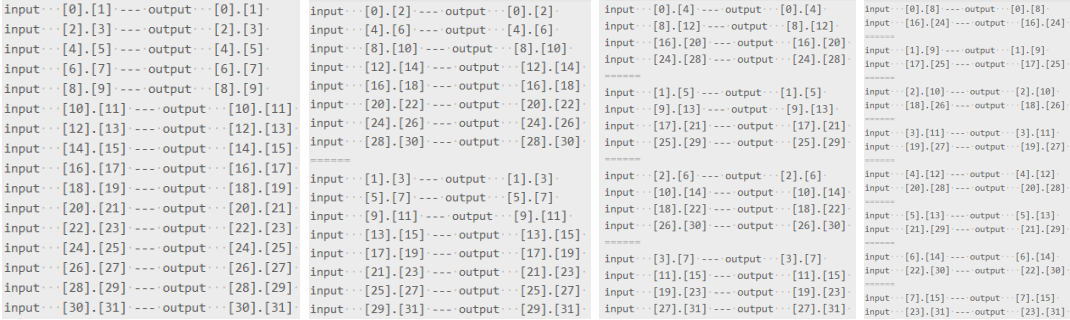 input [0].[1] --- output [0].[1]
input [2].[3] --- output [2].[3]
input [4].[5] --- output [4].[5]
input [6].[7] --- output [6].[7]
input [8].[9] --- output [8].[9]
input [10].[11] --- output [10].[11]
input [12].[13] --- output [12].[13]
input [14].[15] --- output [14].[15]
input [16].[17] --- output [16].[17]
input [18].[19] --- output [18].[19]
input [20].[21] --- output [20].[21]
input [22].[23] --- output [22].[23]
input [24].[25] --- output [24].[25]
input [26].[27] --- output [26].[27]
input [28].[29] --- output [28].[29]
input [30].[31] --- output [30].[31]
input [0].[2] --- output [0].[2]
input [4].[6] --- output [4].[6]
input [8].[10] --- output [8].[10]
input [12].[14] --- output [12].[14]
input [16].[18] --- output [16].[18]
input [20].[22] --- output [20].[22]
input [24].[26] --- output [24].[26]
input [28].[30] --- output [28].[30]
======
input [1].[3] --- output [1].[3]
input [5].[7] --- output [5].[7]
input [9].[11] --- output [9].[11]
input [13].[15] --- output [13].[15]
input [17].[19] --- output [17].[19]
input [21].[23] --- output [21].[23]
input [25].[27] --- output [25].[27]
input [29].[31] --- output [29].[31]
input [0].[4] --- output [0].[4]
input [8].[12] --- output [8].[12]
input [16].[20] --- output [16].[20]
input [24].[28] --- output [24].[28]
======
input [1].[5] --- output [1].[5]
input [9].[13] --- output [9].[13]
input [17].[21] --- output [17].[21]
input [25].[29] --- output [25].[29]
======
input [2].[6] --- output [2].[6]
input [10].[14] --- output [10].[14]
input [18].[22] --- output [18].[22]
input [26].[30] --- output [26].[30]
======
input [3].[7] --- output [3].[7]
input [11].[15] --- output [11].[15]
input [19].[23] --- output [19].[23]
input [27].[31] --- output [27].[31]
input [0].[8] --- output [0].[8]
input [16].[24] --- output [16].[24]
======
input [1].[9] --- output [1].[9]
input [17].[25] --- output [17].[25]
======
input [2].[10] --- output [2].[10]
input [18].[26] --- output [18].[26]
======
input [3].[11] --- output [3].[11]
input [19].[27] --- output [19].[27]
======
input [4].[12] --- output [4].[12]
input [20].[28] --- output [20].[28]
======
input [5].[13] --- output [5].[13]
input [21].[29] --- output [21].[29]
======
input [6].[14] --- output [6].[14]
input [22].[30] --- output [22].[30]
======
input [7].[15] --- output [7].[15]
input [23].[31] --- output [23].[31]